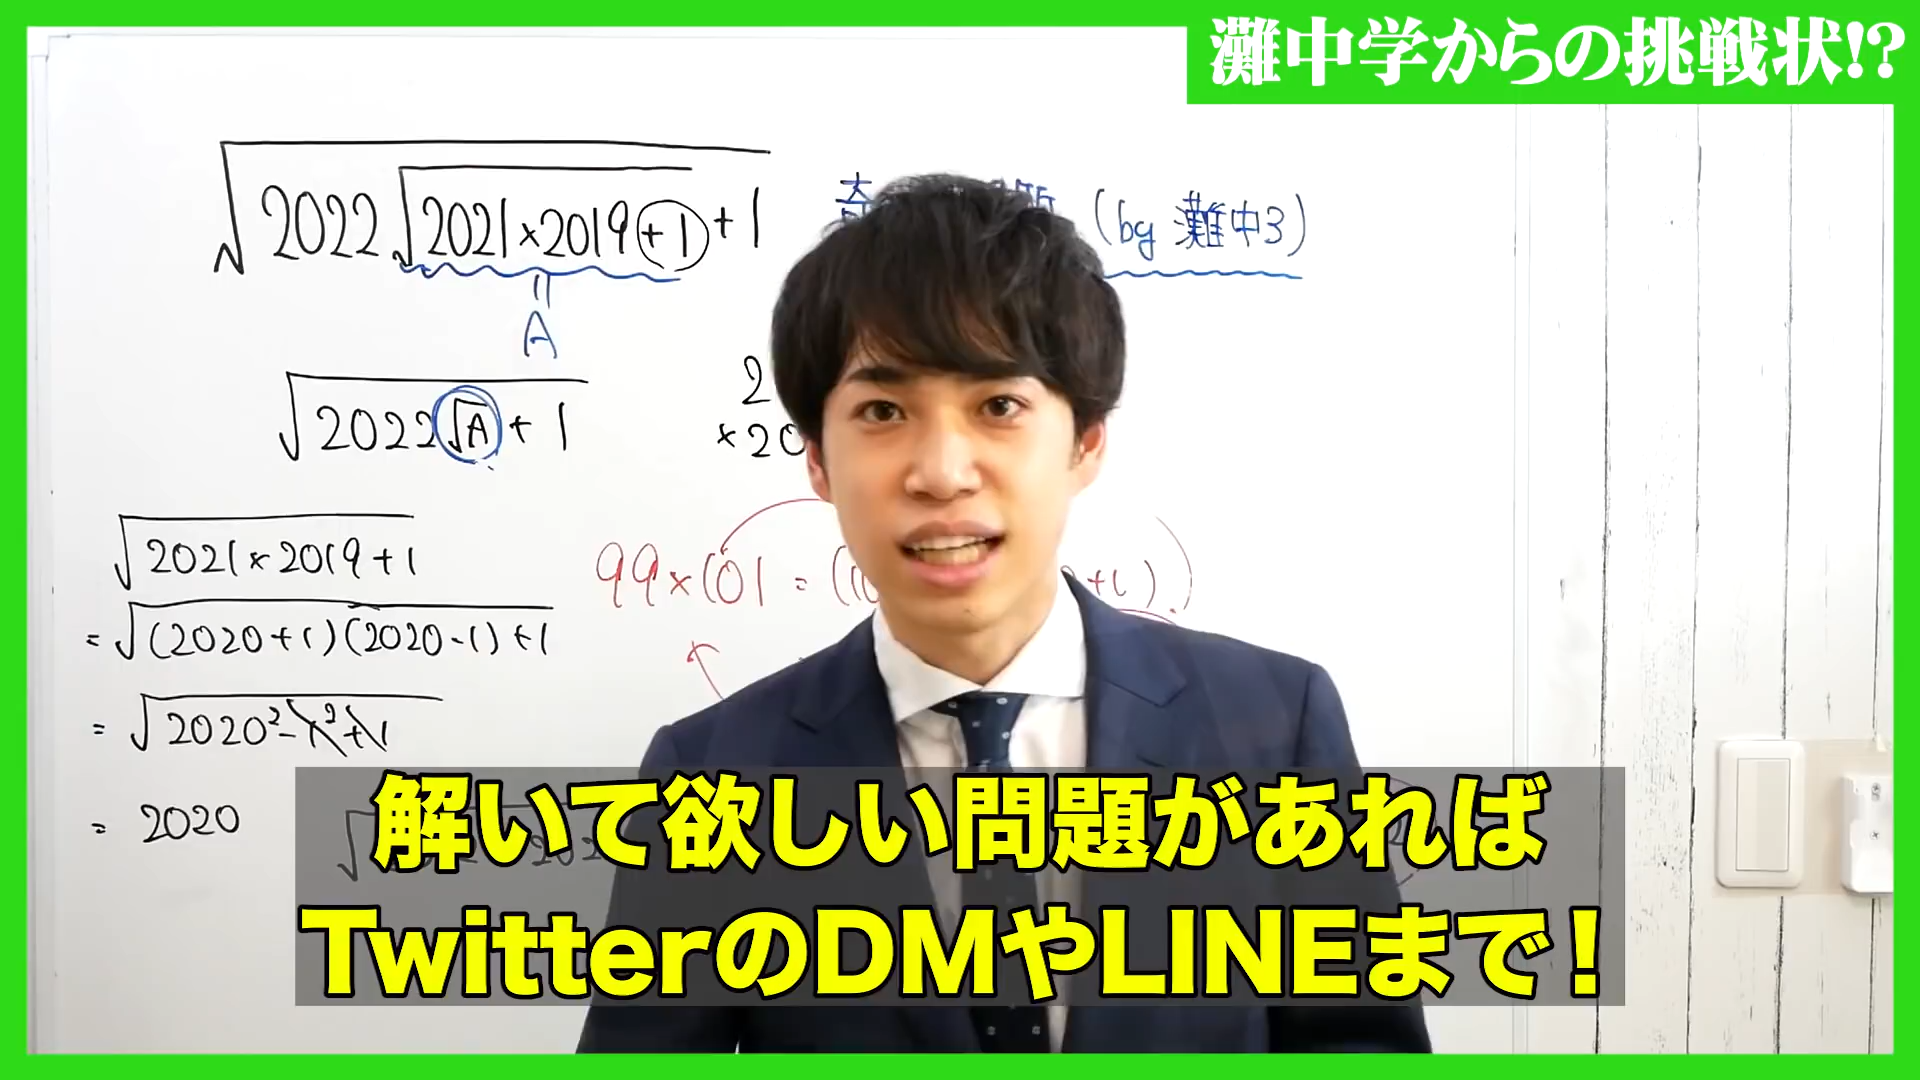 灘中学からの挑戦状!?
√2022√2021×2019+1+1
(by 灘中3)
||
A
√2022√A+1
2
×20
√2021×2019+1
99×101=(10
+1)
=√(2020+1)(2020-1)+1
=√2020²-1²+1
=2020
解いて欲しい問題があれば
TwitterのDMやLINEまで!